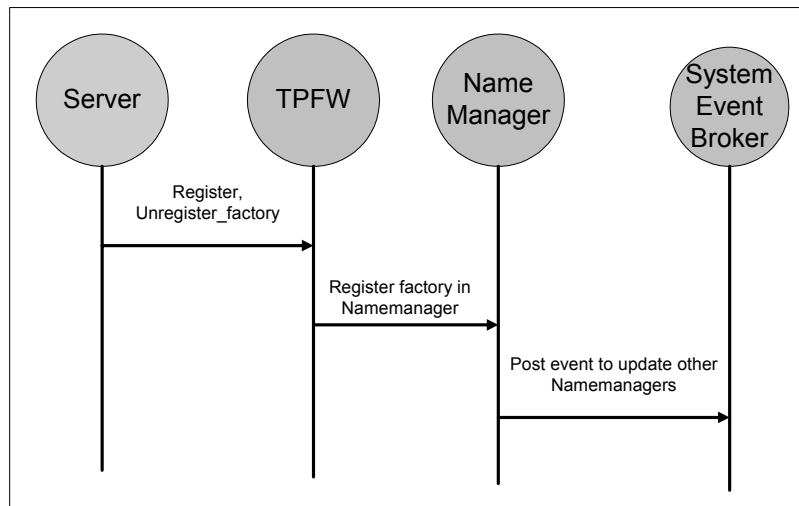 Server
TPFW
Name
Manager
System
Event
Broker
Register,
Unregister_factory
Register factory in
Namemanager
Post event to update other
Namemanagers